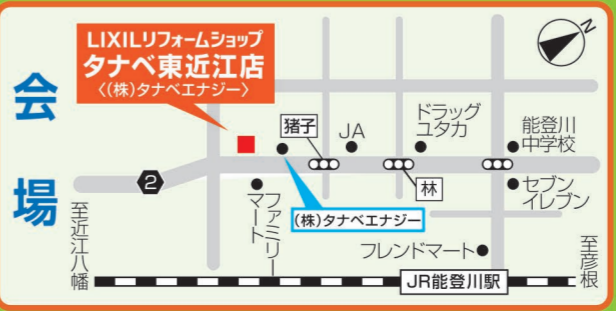 会場
LIXILリフォームショップ
タナベ東近江店
〈(株)タナベエナジー〉
猪子
JA
ドラッグ
ユタカ
能登川
中学校
2
林
ファミリー
マート
(株)タナベエナジー
セブン
イレブン
フレンドマート
至近江八幡
至彦根
JR能登川駅